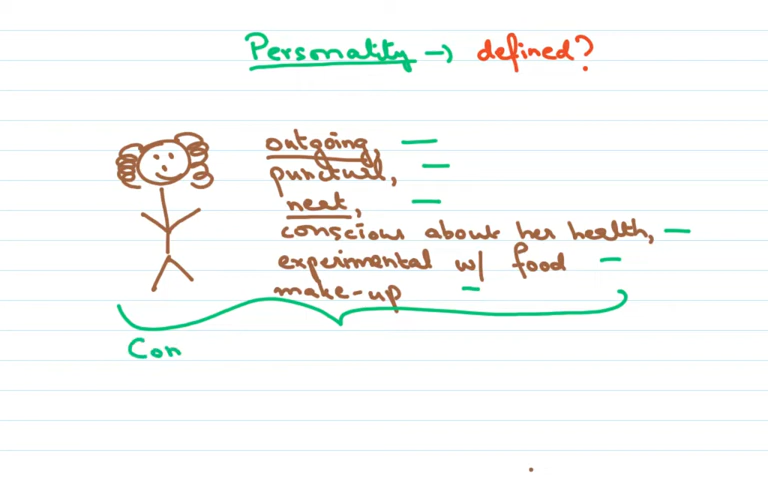 Personality → defined?
outgoing,
punctual,
neat,
conscious about her health,
experimental w/ food
make-up
Con